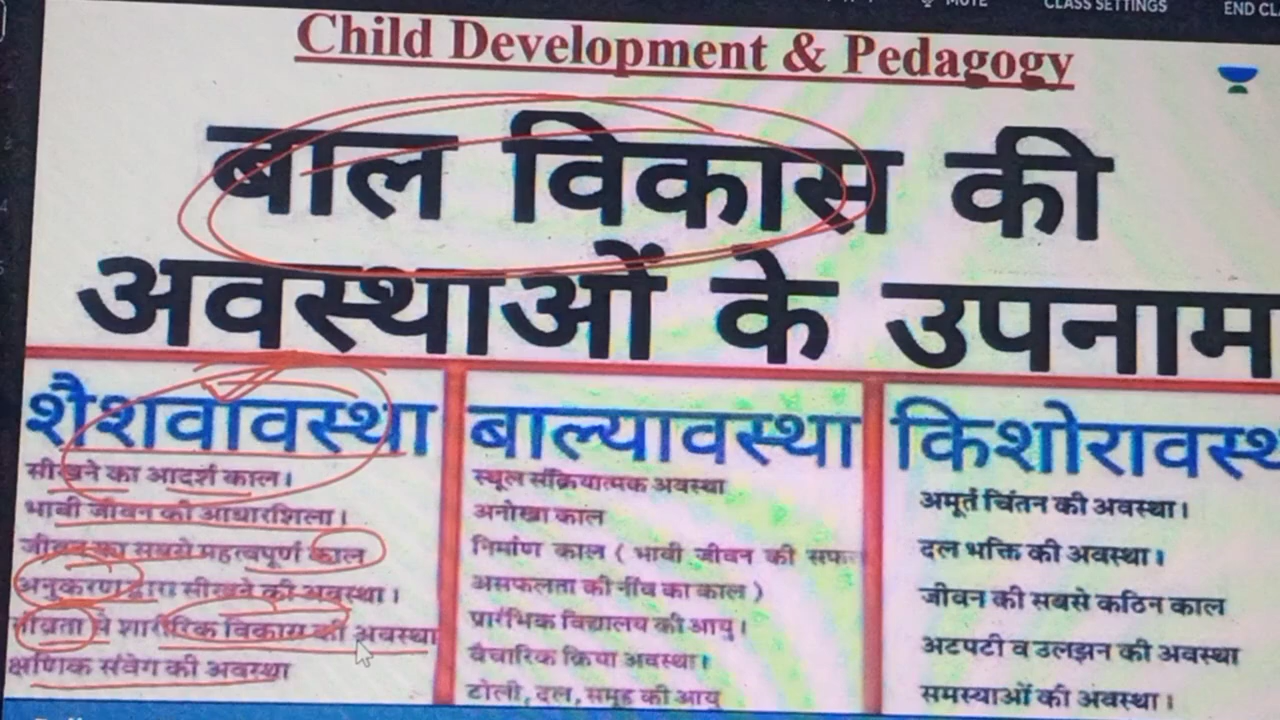 MUTE
CLASS SETTINGS
END CL
Child Development & Pedagogy
बाल विकास की
अवस्थाओं के उपनाम
शैशवावस्था
सीखने का आदर्श काल।
भावी जीवन की आधारशिला।
जीवन का सबसे महत्वपूर्ण काल
अनुकरण द्वारा सीखने की अवस्था।
तीव्रता से शारीरिक विकास की अवस्था
क्षणिक संवेग की अवस्था
बाल्यावस्था
स्थूल संक्रियात्मक अवस्था
अनोखा काल
निर्माण काल ( भावी जीवन की सफ
असफलता की नींव का काल )
प्रारंभिक विद्यालय की आयु।
वैचारिक क्रिया अवस्था।
टोली, दल, समूह की आयु
किशोरावस्थ
अमूर्त चिंतन की अवस्था।
दल भक्ति की अवस्था।
जीवन की सबसे कठिन काल
अटपटी व उलझन की अवस्था
समस्याओं की अवस्था।